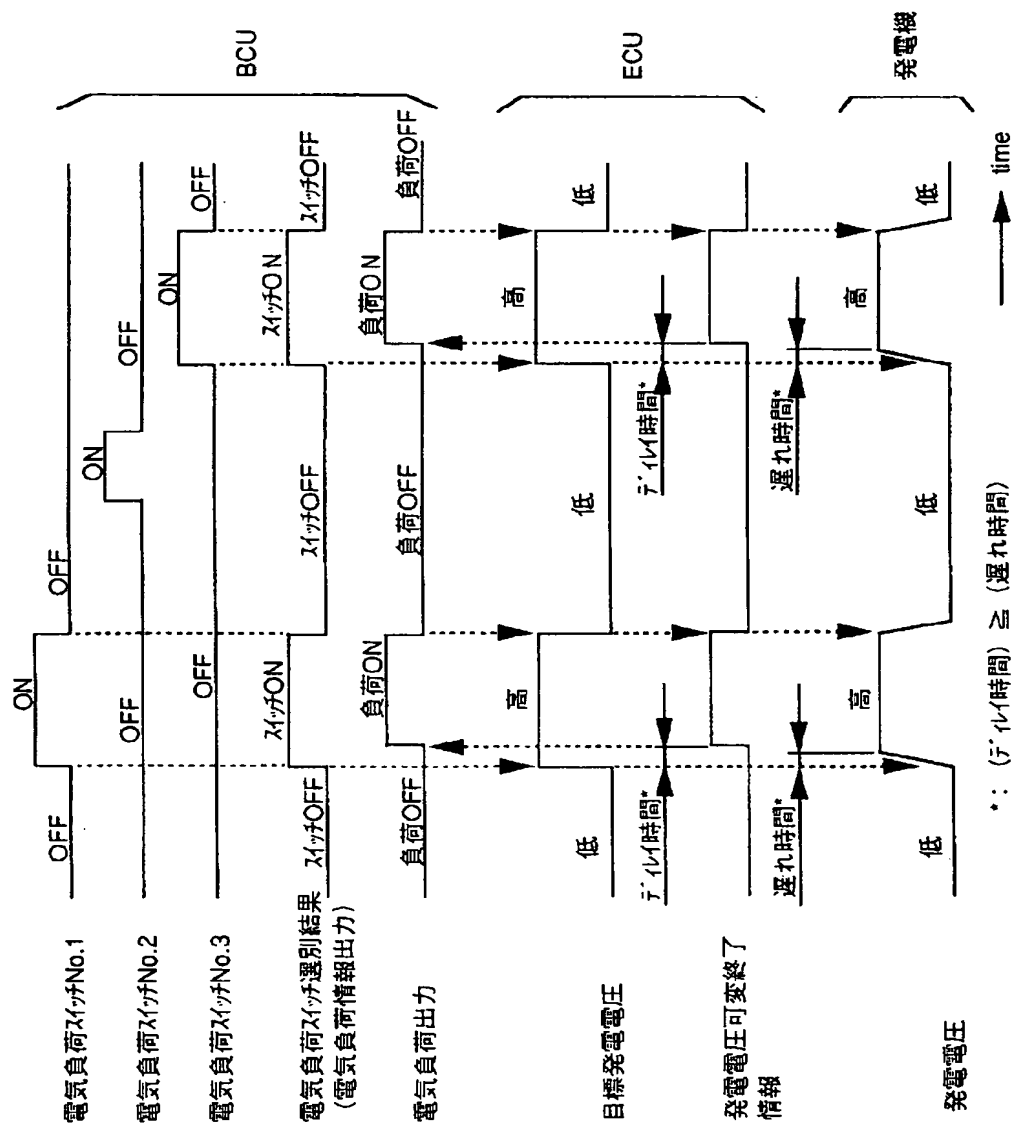 電気負荷スイッチNo.1
OFF
ON
OFF
電気負荷スイッチNo.2
OFF
ON
OFF
電気負荷スイッチNo.3
OFF
ON
OFF
電気負荷スイッチ選別結果
(電気負荷情報出力)
スイッチOFF
スイッチON
スイッチOFF
スイッチON
スイッチOFF
電気負荷出力
負荷OFF
負荷ON
負荷OFF
負荷ON
負荷OFF
BCU
目標発電電圧
低
高
低
高
低
発電電圧可変終了
情報
ディレイ時間*
ディレイ時間*
ECU
遅れ時間*
遅れ時間*
発電電圧
低
高
低
高
低
発電機
time
*: (ディレイ時間) ≧ (遅れ時間)